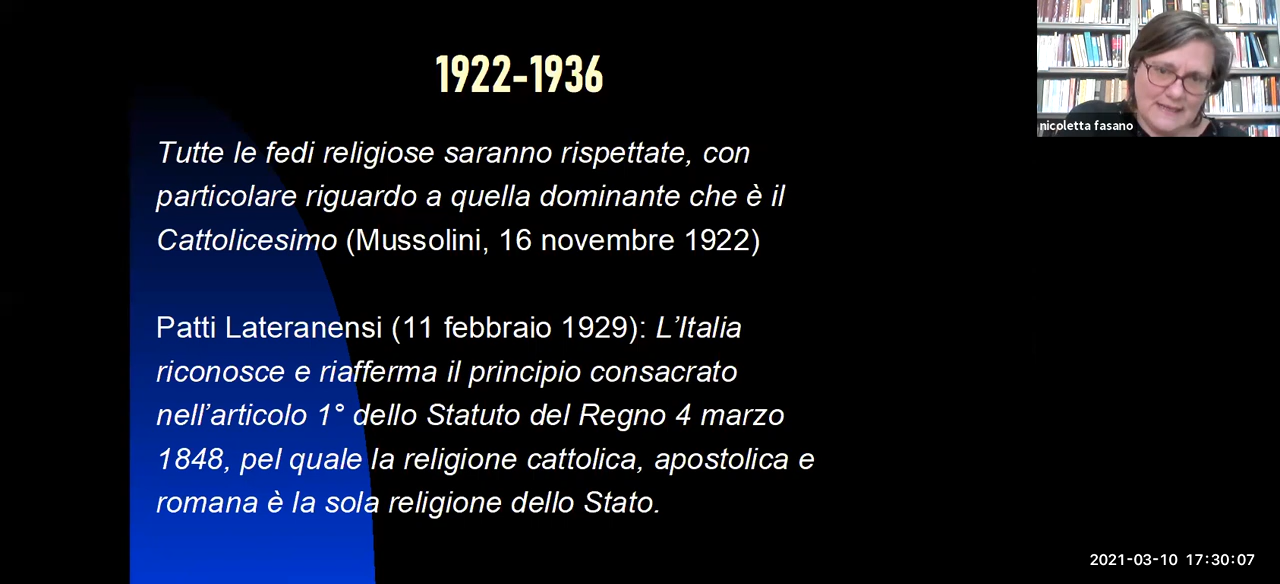 1922-1936
Tutte le fedi religiose saranno rispettate, con
particolare riguardo a quella dominante che è il
Cattolicesimo (Mussolini, 16 novembre 1922)
Patti Lateranensi (11 febbraio 1929): L’Italia
riconosce e riafferma il principio consacrato
nell’articolo 1° dello Statuto del Regno 4 marzo
1848, pel quale la religione cattolica, apostolica e
romana è la sola religione dello Stato.
nicoletta fasano
2021-03-10 17:30:07